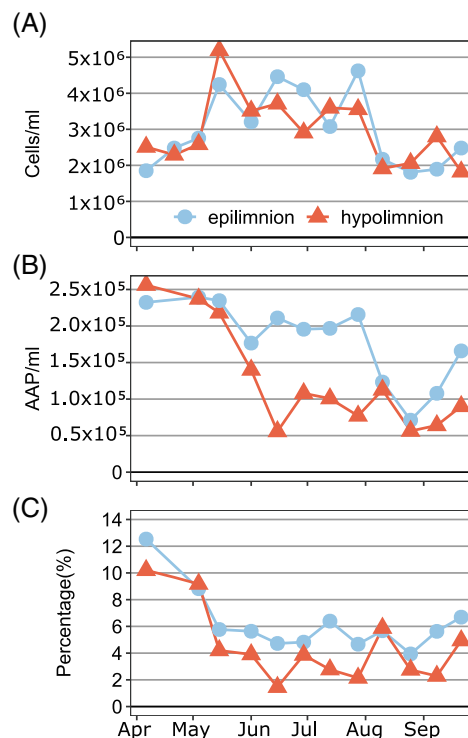 (A)
Cells/ml
5x10⁶
4x10⁶
3x10⁶
2x10⁶
1x10⁶
0
epilimnion hypolimnion
(B)
AAP/ml
2.5x10⁵
2.0x10⁵
1.5x10⁵
1.0x10⁵
0.5x10⁵
0
(C)
Percentage(%)
14
12
10
8
6
4
2
0
Apr May Jun Jul Aug Sep